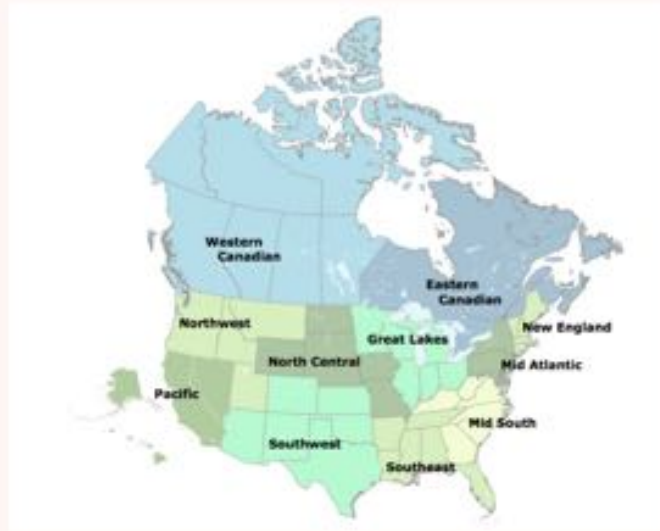 Western
Canadian
Eastern
Canadian
Northwest
Great Lakes
New England
North Central
Mid Atlantic
Pacific
Mid South
Southwest
Southeast